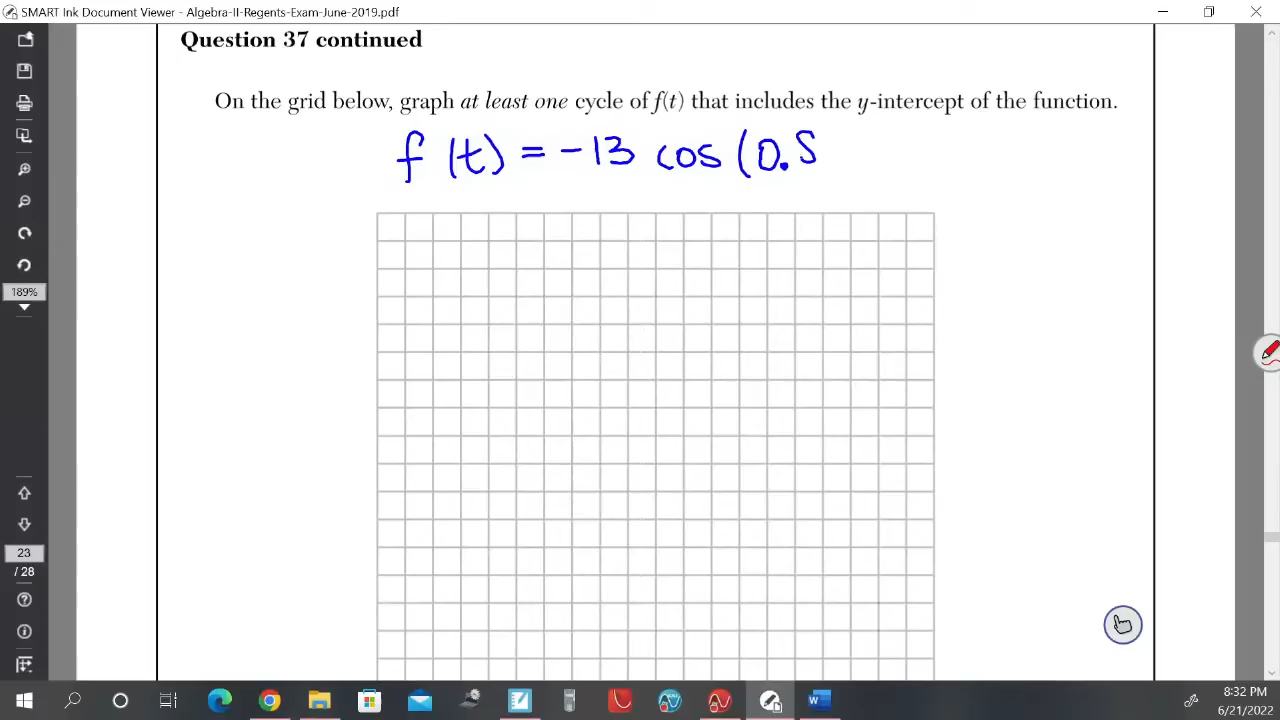 SMART Ink Document Viewer - Algebra-II-Regents-Exam-June-2019.pdf
Question 37 continued
On the grid below, graph at least one cycle of f(t) that includes the y-intercept of the function.
f (t) = -13 cos (0.8
189%
23
/ 28
8:32 PM
6/21/2022